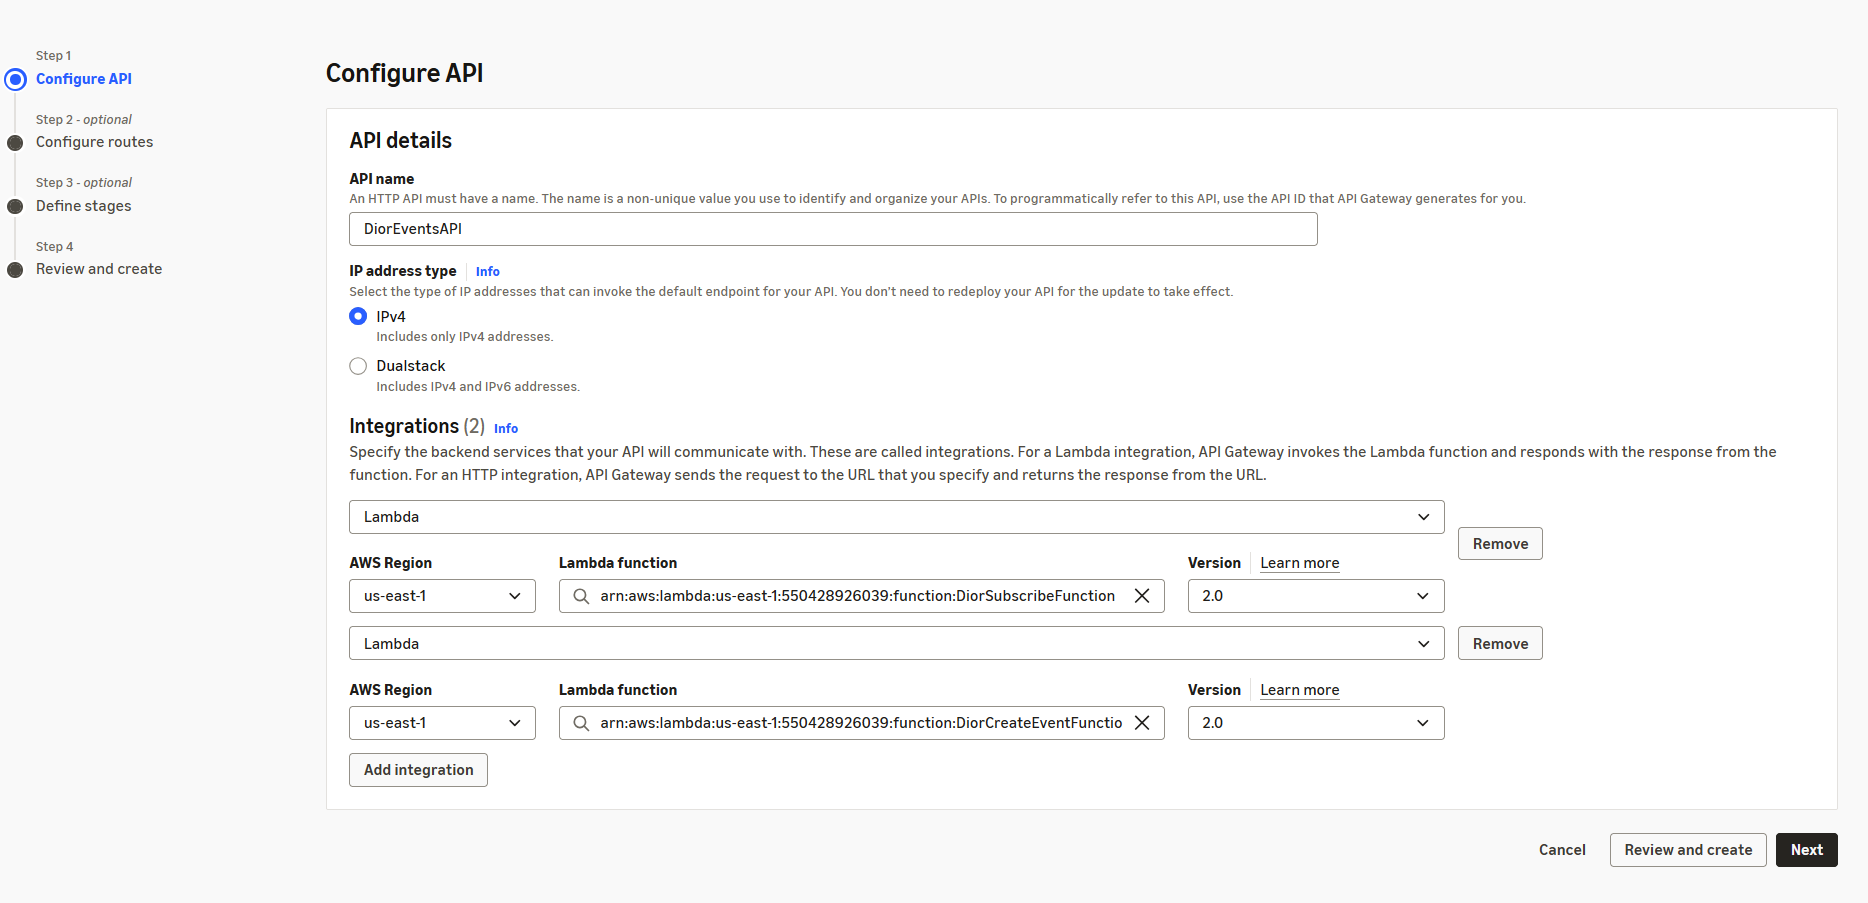 Step 1
Configure API
Step 2 - optional
Configure routes
Step 3 - optional
Define stages
Step 4
Review and create
Configure API
API details
API name
An HTTP API must have a name. The name is a non-unique value you use to identify and organize your APIs. To programmatically refer to this API, use the API ID that API Gateway generates for you.
DiorEventsAPI
IP address type Info
Select the type of IP addresses that can invoke the default endpoint for your API. You don't need to redeploy your API for the update to take effect.
IPv4
Includes only IPv4 addresses.
Dualstack
Includes IPv4 and IPv6 addresses.
Integrations (2) Info
Specify the backend services that your API will communicate with. These are called integrations. For a Lambda integration, API Gateway invokes the Lambda function and responds with the response from the
function. For an HTTP integration, API Gateway sends the request to the URL that you specify and returns the response from the URL.
Lambda
Remove
AWS Region Lambda function Version Learn more
us-east-1 arn:aws:lambda:us-east-1:550428926039:function:DiorSubscribeFunction 2.0
Lambda Remove
AWS Region Lambda function Version Learn more
us-east-1 arn:aws:lambda:us-east-1:550428926039:function:DiorCreateEventFunctio 2.0
Add integration
Cancel Review and create Next